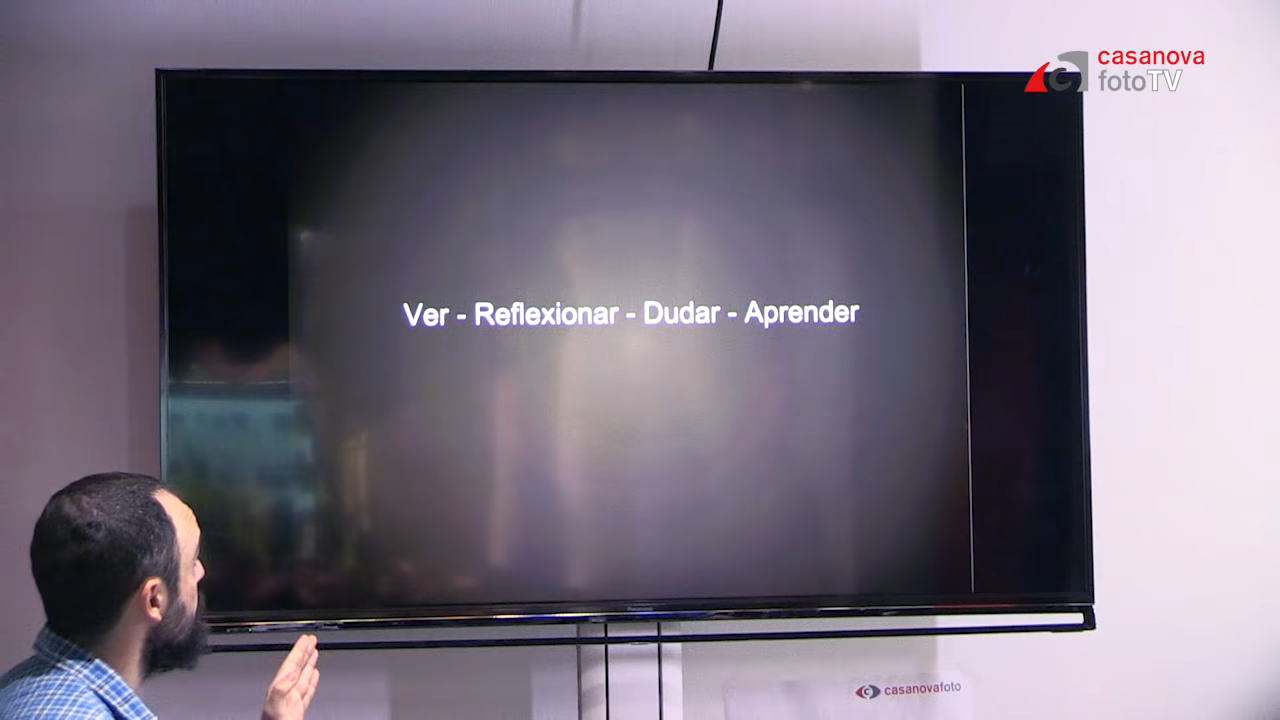 casanova
fotoTV
Ver - Reflexionar - Dudar - Aprender
casanovafoto